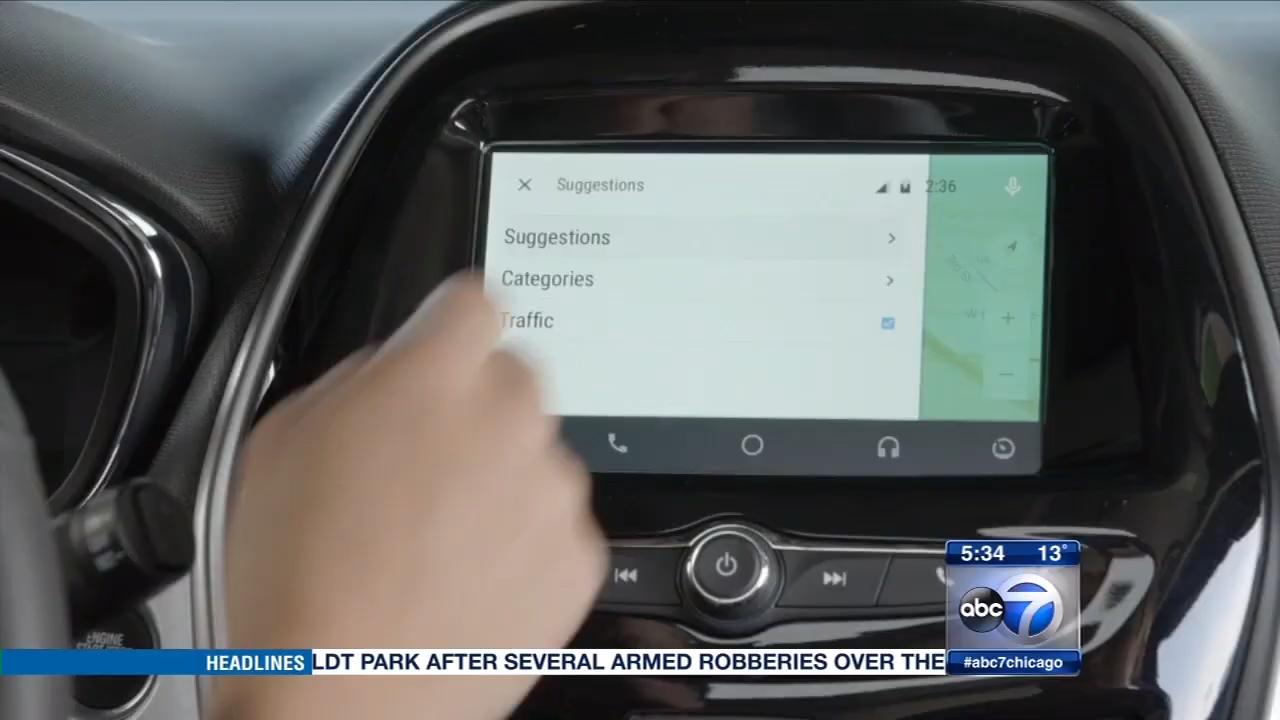 Suggestions
2:36
Suggestions
Categories
Traffic
5:34 13°
abc 7
ENGINE
HEADLINES LDT PARK AFTER SEVERAL ARMED ROBBERIES OVER THE
#abc7chicago